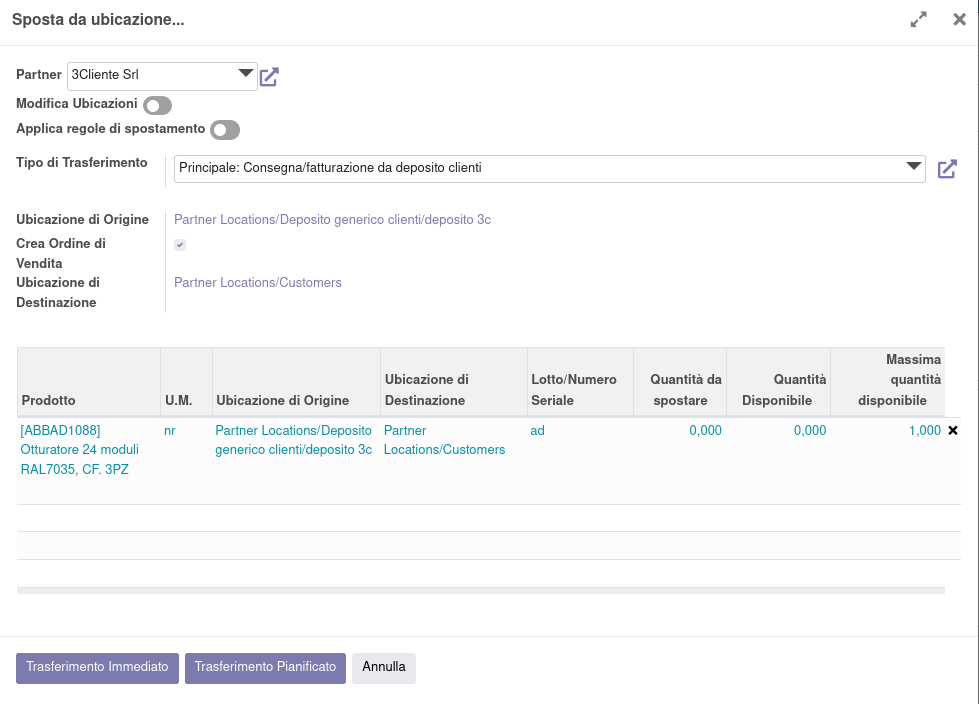 Sposta da ubicazione...
Partner 3Cliente Srl
Modifica Ubicazioni
Applica regole di spostamento
Tipo di Trasferimento Principale: Consegna/fatturazione da deposito clienti
Ubicazione di Origine Partner Locations/Deposito generico clienti/deposito 3c
Crea Ordine di
Vendita
Ubicazione di Partner Locations/Customers
Destinazione
Massima
Ubicazione di Lotto/Numero Quantità da Quantità quantità
Prodotto U.M. Ubicazione di Origine Destinazione Seriale spostare Disponibile disponibile
[ABBAD1088] nr Partner Locations/Deposito Partner ad 0,000 0,000 1,000
Otturatore 24 moduli generico clienti/deposito 3c Locations/Customers
RAL7035, CF. 3PZ
Trasferimento Immediato Trasferimento Pianificato Annulla